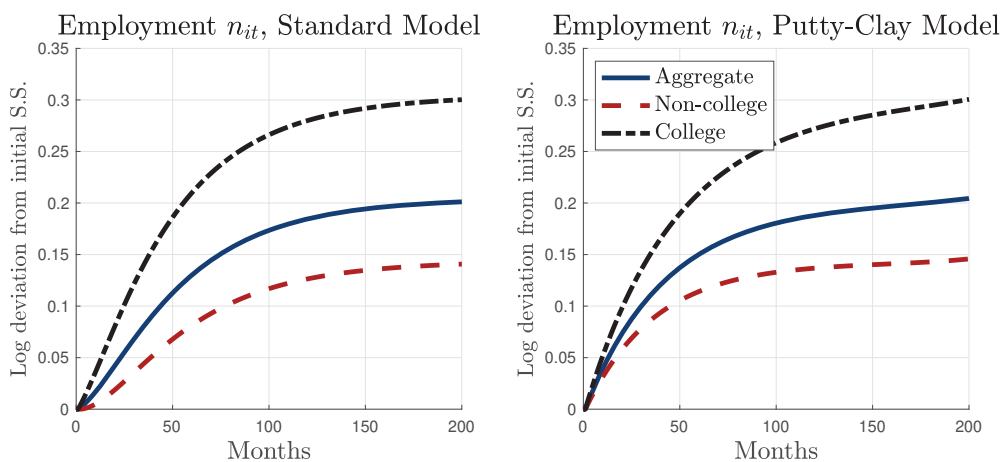 Employment n_it, Standard Model
Log deviation from initial S.S.
0.35
0.3
0.25
0.2
0.15
0.1
0.05
0
0 50 100 150 200
Months
Employment n_it, Putty-Clay Model
Log deviation from initial S.S.
0.35
0.3
0.25
0.2
0.15
0.1
0.05
0
Aggregate
Non-college
College
0 50 100 150 200
Months